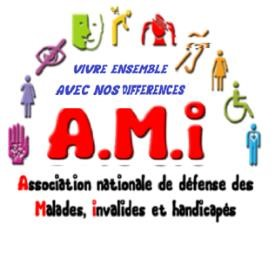 VIVRE ENSEMBLE
AVEC NOS DIFFERENCES
A.M.i
Association nationale de défense des
Malades, invalides et handicapés